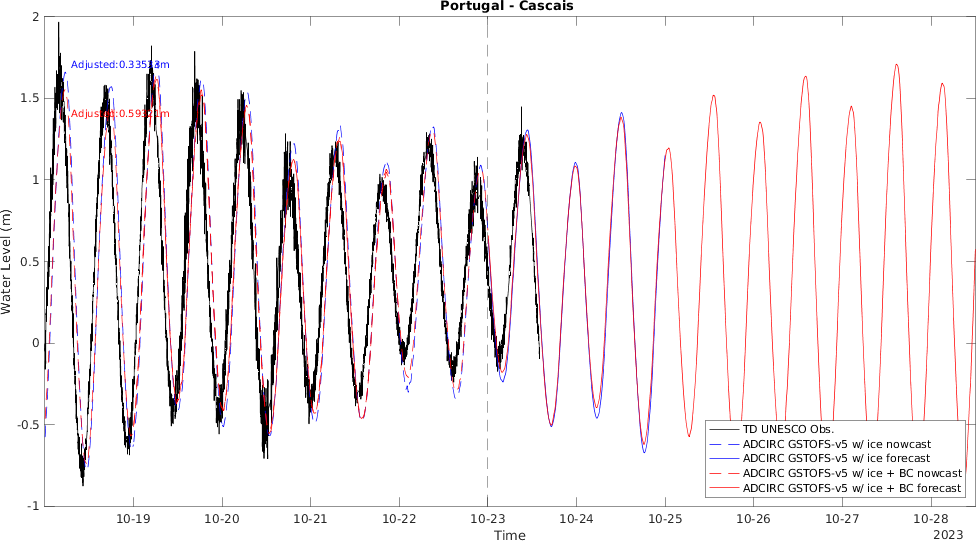 Portugal - Cascais
2
1.5
1
0.5
0
-0.5
-1
Water Level (m)
Adjusted:0.33513m
Adjusted:
TD UNESCO Obs.
ADCIRC GSTOFS-v5 w/ ice nowcast
ADCIRC GSTOFS-v5 w/ ice forecast
ADCIRC GSTOFS-v5 w/ ice + BC nowcast
ADCIRC GSTOFS-v5 w/ ice + BC forecast
10-19 10-20 10-21 10-22 10-23 10-24 10-25 10-26 10-27 10-28
Time
2023